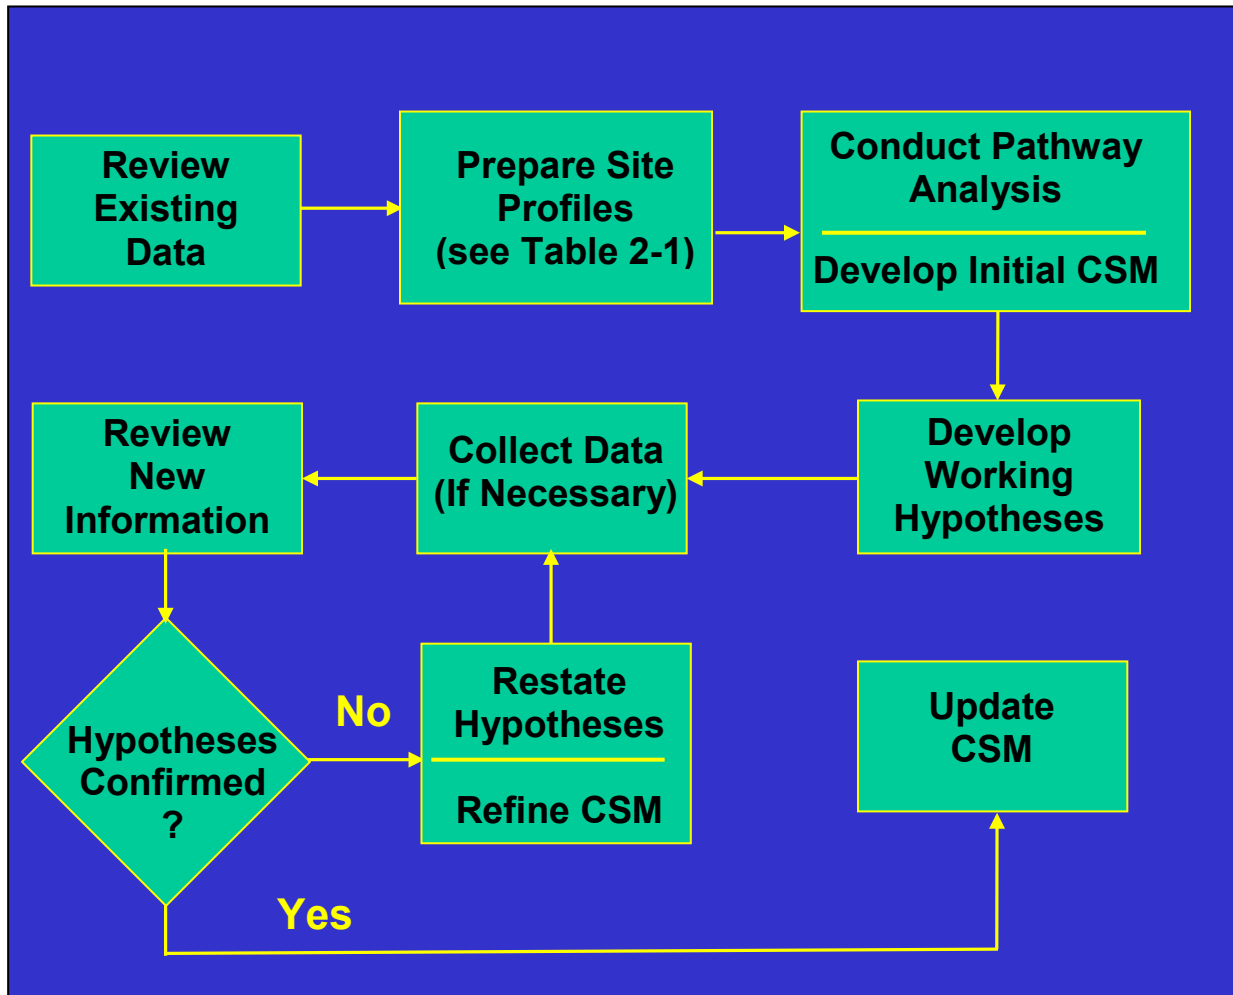 Review
Existing
Data
Prepare Site
Profiles
(see Table 2-1)
Conduct Pathway
Analysis
Develop Initial CSM
Review
New
Information
Collect Data
(If Necessary)
Develop
Working
Hypotheses
Hypotheses
Confirmed
?
No
Restate
Hypotheses
Refine CSM
Update
CSM
Yes